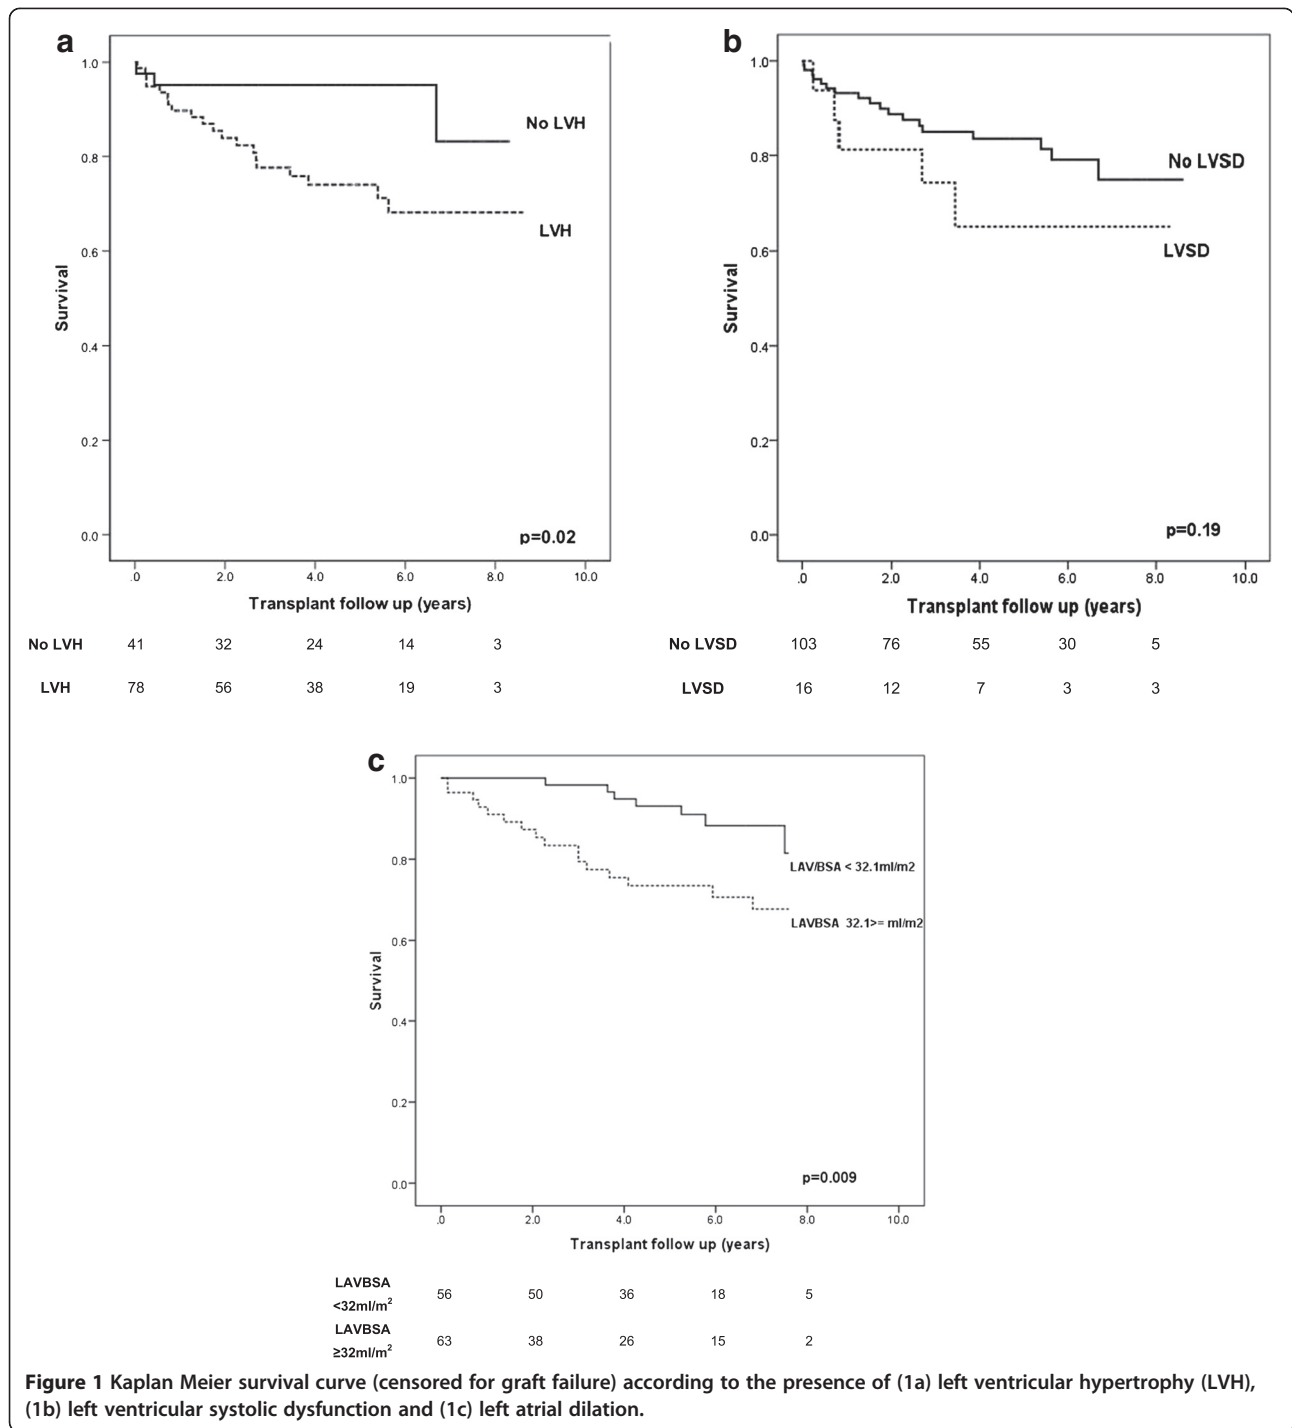 a
1.0
0.8
0.6
0.4
0.2
0.0
Survival
No LVH
LVH
p=0.02
.0 2.0 4.0 6.0 8.0 10.0
Transplant follow up (years)
No LVH 41 32 24 14 3
LVH 78 56 38 19 3
b
1.0
0.8
0.6
0.4
0.2
0.0
Survival
No LVSD
LVSD
p=0.19
.0 2.0 4.0 6.0 8.0 10.0
Transplant follow up (years)
No LVSD 103 76 55 30 5
LVSD 16 12 7 3 3
c
1.0
0.8
0.6
0.4
0.2
0.0
Survival
LAV/BSA < 32.1ml/m2
LAVBSA 32.1>= ml/m2
p=0.009
.0 2.0 4.0 6.0 8.0 10.0
Transplant follow up (years)
LAVBSA
<32ml/m² 56 50 36 18 5
LAVBSA
≥32ml/m² 63 38 26 15 2
Figure 1 Kaplan Meier survival curve (censored for graft failure) according to the presence of (1a) left ventricular hypertrophy (LVH),
(1b) left ventricular systolic dysfunction and (1c) left atrial dilation.